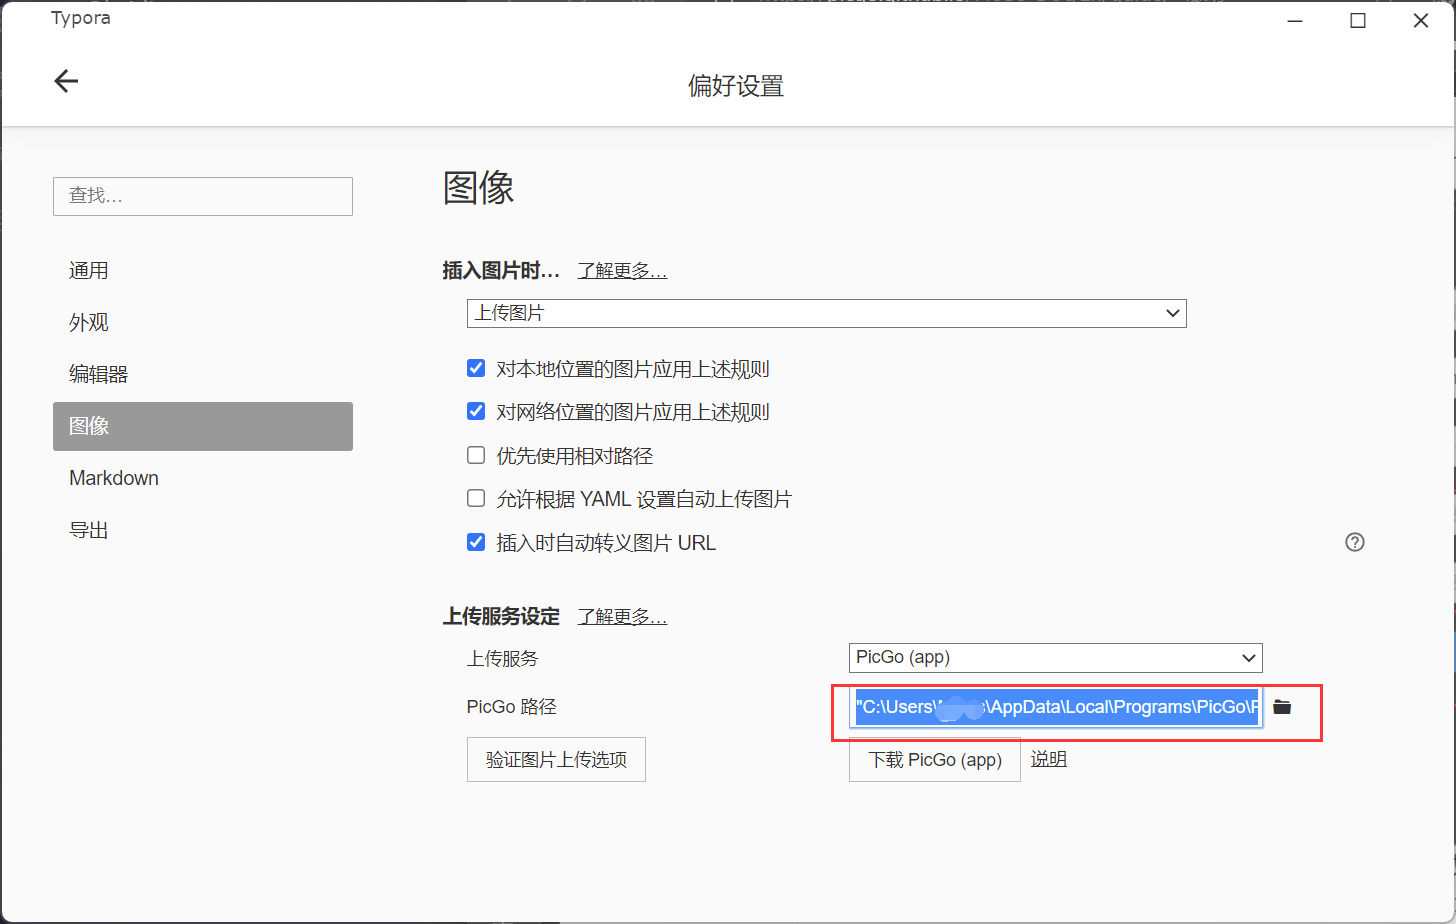 Typora
偏好设置
查找…
通用
外观
编辑器
图像
Markdown
导出
图像
插入图片时… 了解更多…
上传图片
对本地位置的图片应用上述规则
对网络位置的图片应用上述规则
优先使用相对路径
允许根据 YAML 设置自动上传图片
插入时自动转义图片 URL
上传服务设定 了解更多…
上传服务 PicGo (app)
PicGo 路径 "C:\Users\ \AppData\Local\Programs\PicGo\
验证图片上传选项 下载 PicGo (app) 说明